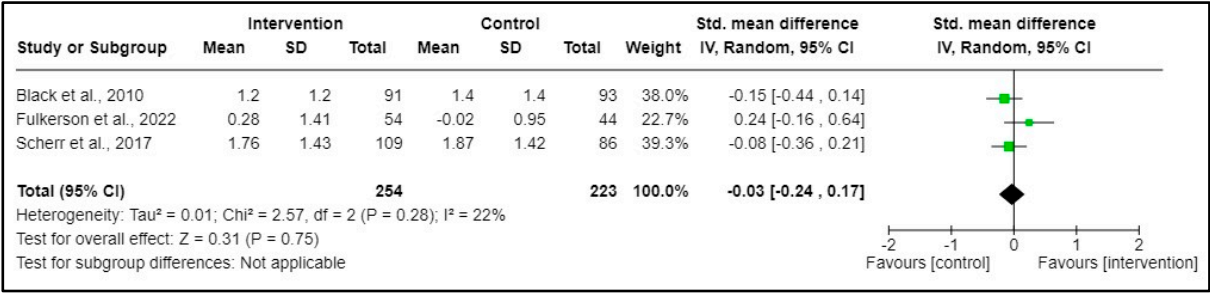 Intervention Control Std. mean difference Std. mean difference
Study or Subgroup Mean SD Total Mean SD Total Weight IV, Random, 95% CI IV, Random, 95% CI
Black et al., 2010 1.2 1.2 91 1.4 1.4 93 38.0% -0.15 [-0.44 , 0.14]
Fulkerson et al., 2022 0.28 1.41 54 -0.02 0.95 44 22.7% 0.24 [-0.16 , 0.64]
Scherr et al., 2017 1.76 1.43 109 1.87 1.42 86 39.3% -0.08 [-0.36 , 0.21]
Total (95% CI) 254 223 100.0% -0.03 [-0.24 , 0.17]
Heterogeneity: Tau² = 0.01; Chi² = 2.57, df = 2 (P = 0.28); I² = 22%
Test for overall effect: Z = 0.31 (P = 0.75)
Test for subgroup differences: Not applicable
-2 -1 0 1 2
Favours [control] Favours [intervention]